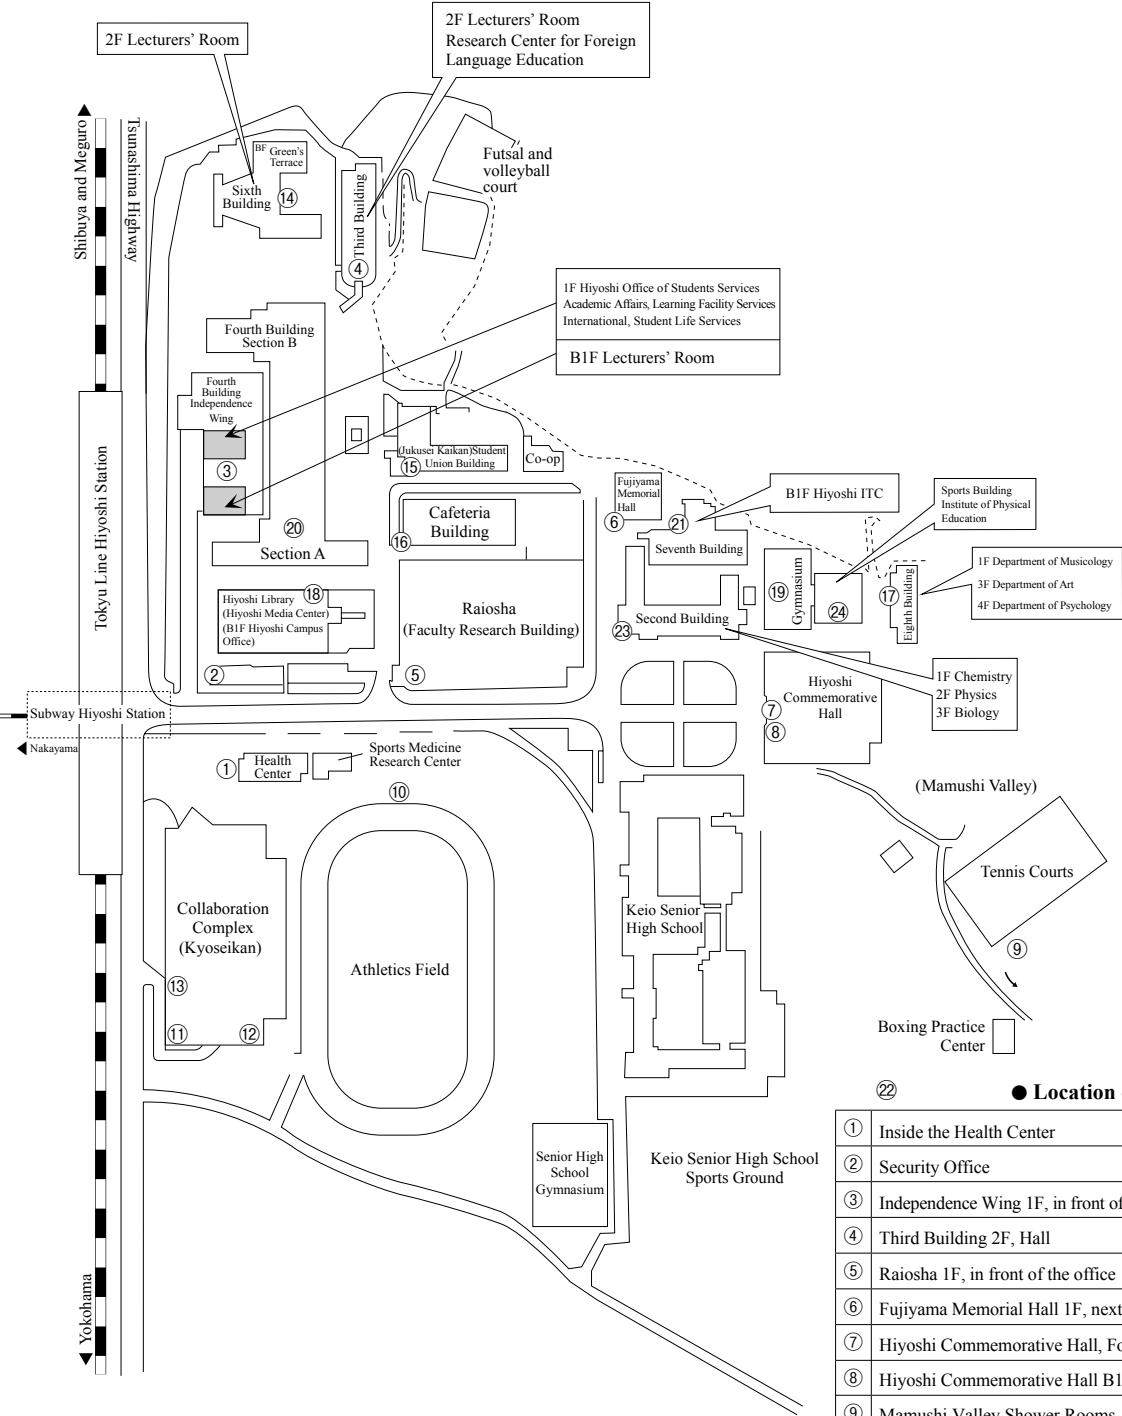 2F Lecturers' Room
2F Lecturers' Room
Research Center for Foreign
Language Education
Shibuya and Meguro
Tsunashima Highway
BF Green's
Terrace
Sixth
Building
⑭
Third Building
④
Futsal and
volleyball
court
1F Hiyoshi Office of Students Services
Academic Affairs, Learning Facility Services
International, Student Life Services
B1F Lecturers' Room
Fourth Building
Section B
Fourth
Building
Independence
Wing
③
⑳
Section A
(Jukusei Kaikan)Student
⑮ Union Building
Co-op
Cafeteria
Building
⑯
Fujiyama
Memorial
Hall
⑥
㉑
Seventh Building
B1F Hiyoshi ITC
Sports Building
Institute of Physical
Education
1F Department of Musicology
3F Department of Art
4F Department of Psychology
Gymnasium
⑲
㉔
⑰
Eighth Building
Tokyu Line Hiyoshi Station
Hiyoshi Library ⑱
(Hiyoshi Media Center)
(B1F Hiyoshi Campus
Office)
②
Raiosha
(Faculty Research Building)
⑤
Second Building
㉓
1F Chemistry
2F Physics
3F Biology
Hiyoshi
Commemorative
Hall
⑦
⑧
Subway Hiyoshi Station
Nakayama
① Health
Center
Sports Medicine
Research Center
⑩
(Mamushi Valley)
Tennis Courts
⑨
Collaboration
Complex
(Kyoseikan)
⑬
⑪
⑫
Athletics Field
Keio Senior
High School
Boxing Practice
Center
Senior High
School
Gymnasium
Keio Senior High School
Sports Ground
Yokohama
㉒
● Location
① Inside the Health Center
② Security Office
③ Independence Wing 1F, in front of
④ Third Building 2F, Hall
⑤ Raiosha 1F, in front of the office
⑥ Fujiyama Memorial Hall 1F, next
⑦ Hiyoshi Commemorative Hall, Fo
⑧ Hiyoshi Commemorative Hall B1
⑨ Mamushi Valley Shower Rooms